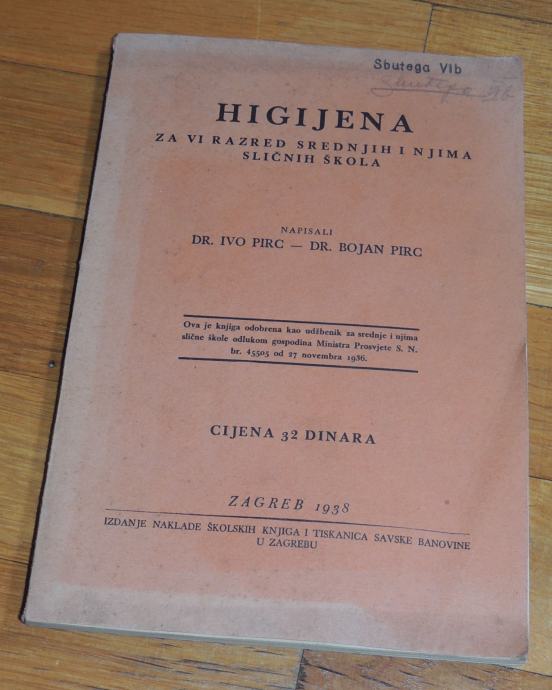 Sbutega VIb
HIGIJENA
ZA VI RAZRED SREDNJIH I NJIMA
SLIČNIH ŠKOLA
NAPISALI
DR. IVO PIRC — DR. BOJAN PIRC
Ova je knjiga odobrena kao udžbenik za srednje i njima
slične škole odlukom gospodina Ministra Prosvjete S. N.
br. 45505 od 27 novembra 1936.
CIJENA 32 DINARA
ZAGREB 1938
IZDANJE NAKLADE ŠKOLSKIH KNJIGA I TISKANICA SAVSKE BANOVINE
U ZAGREBU